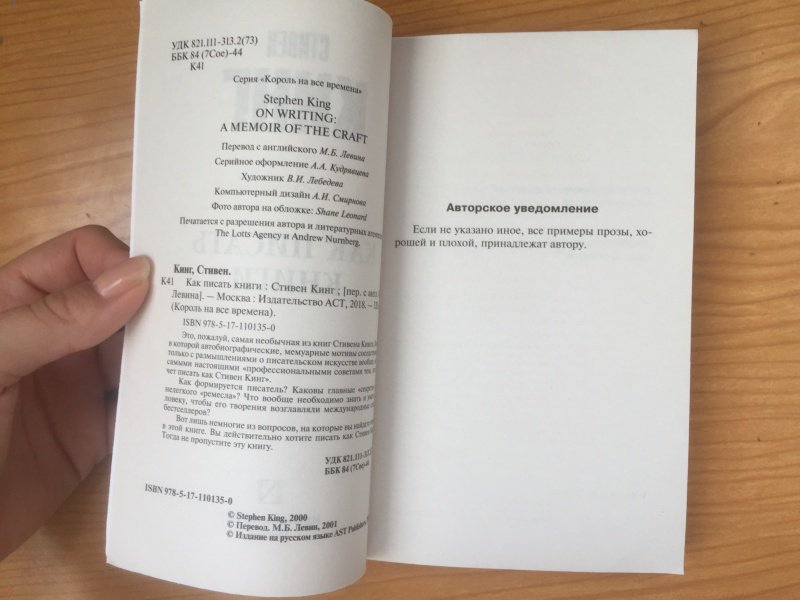 УДК 821.111-313.2(73)
ББК 84 (7Сое)-44
К41
Серия «Король на все времена»
Stephen King
ON WRITING:
A MEMOIR OF THE CRAFT
Перевод с английского М.Б. Левина
Серийное оформление А.А. Кудрявцева
Художник В.И. Лебедева
Компьютерный дизайн А.И. Смирнова
Фото автора на обложке: Shane Leonard
Печатается с разрешения автора и литературных агентств
The Lotts Agency и Andrew Nurnberg.
Кинг, Стивен.
К41 Как писать книги : Стивен Кинг ; [пер. с англ.
Левина]. — Москва : Издательство АСТ, 2018. —
(Король на все времена).
ISBN 978-5-17-110135-0
Это, пожалуй, самая необычная из книг Стивена Кинга.
в которой автобиографические, мемуарные мотивы
только с размышлениями о писательском искусстве вообще,
самыми настоящими «профессиональными советами тем,
чет писать как Стивен Кинг».
Как формируется писатель? Каковы главные
нелегкого «ремесла»? Что вообще необходимо знать и
ловеку, чтобы его творения возглавляли международные
бестселлеров?
Вот лишь немногие из вопросов, на которые вы найдете
в этой книге. Вы действительно хотите писать как Стивен
Тогда не пропустите эту книгу.
УДК 821.111-313.2
ББК 84 (7Сое)-44
ISBN 978-5-17-110135-0
© Stephen King, 2000
© Перевод. М.Б. Левин, 2001
© Издание на русском языке AST Publishers,
Авторское уведомление
Если не указано иное, все примеры прозы, хо-
рошей и плохой, принадлежат автору.